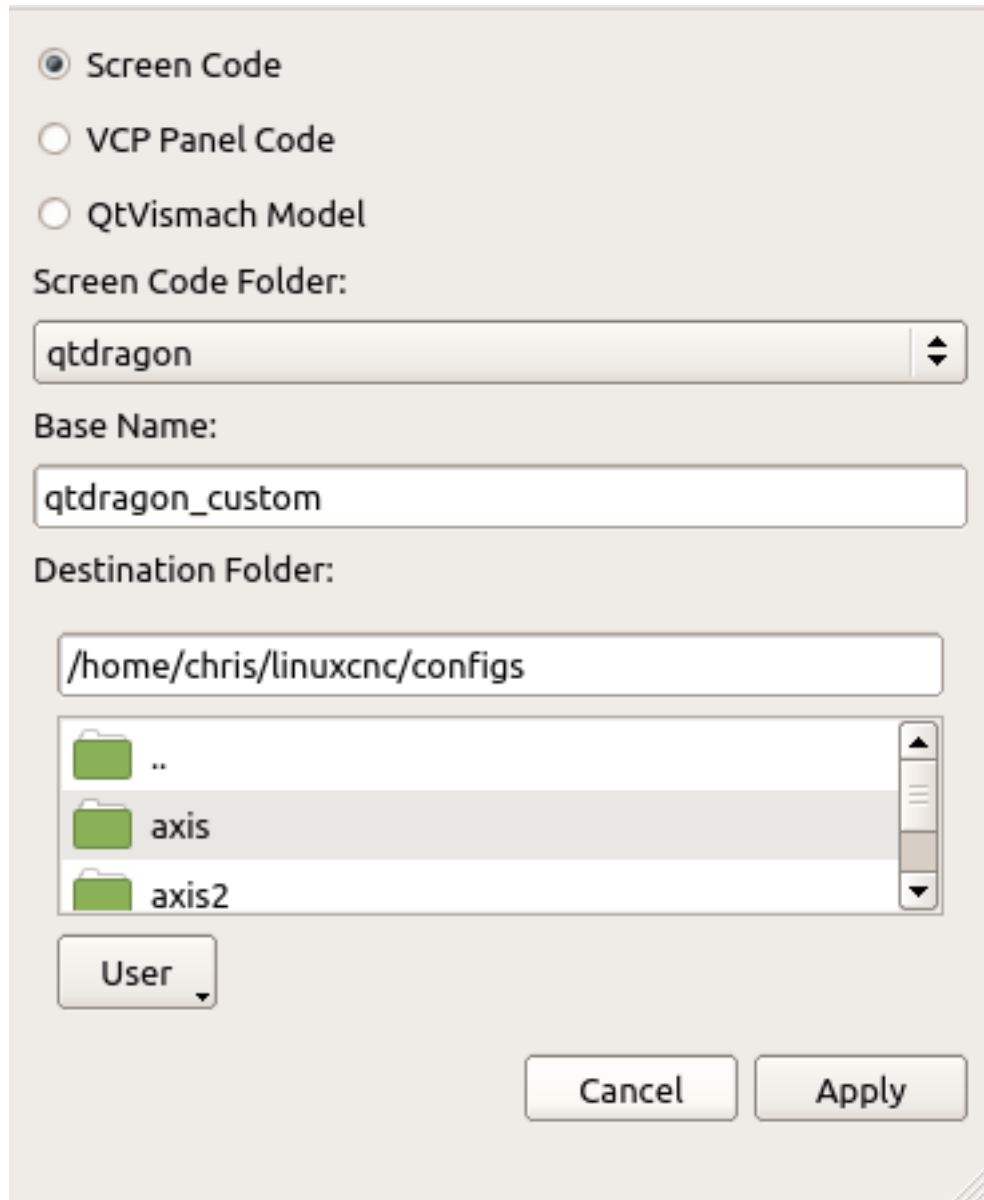 Screen Code
VCP Panel Code
QtVismach Model
Screen Code Folder:
qtdragon
Base Name:
qtdragon_custom
Destination Folder:
/home/chris/linuxcnc/configs
..
axis
axis2
User
Cancel Apply